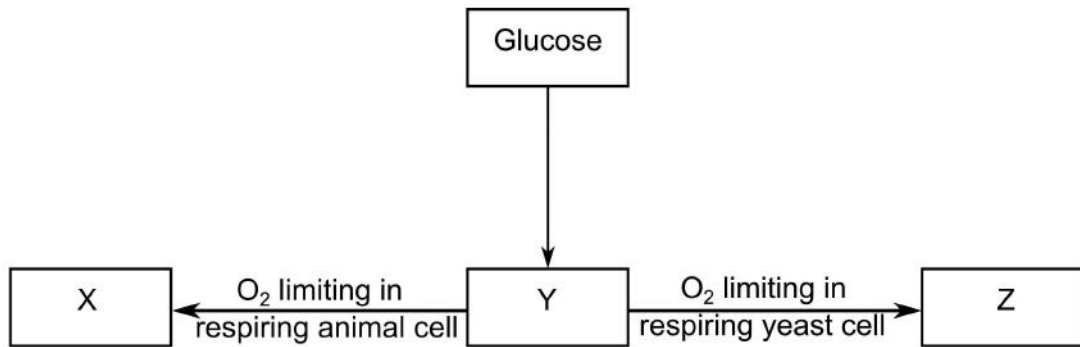 Glucose
X
O₂ limiting in
respiring animal cell
Y
O₂ limiting in
respiring yeast cell
Z